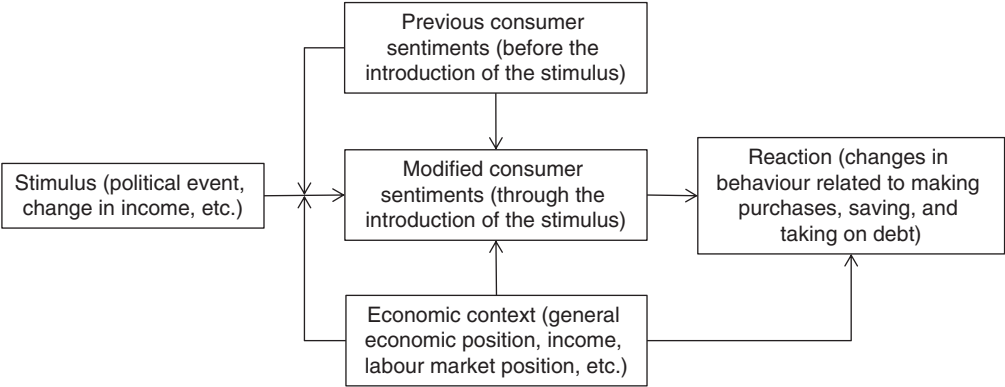 Previous consumer
sentiments (before the
introduction of the stimulus)
Stimulus (political event,
change in income, etc.)
Modified consumer
sentiments (through the
introduction of the stimulus)
Reaction (changes in
behaviour related to making
purchases, saving, and
taking on debt)
Economic context (general
economic position, income,
labour market position, etc.)